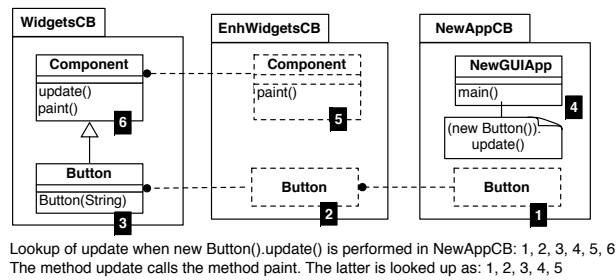 WidgetsCB
EnhWidgetsCB
NewAppCB
Component
update()
paint()
6
Component
paint()
5
NewGUIApp
main()
4
(new Button()).
update()
Button
Button(String)
3
Button
2
Button
1
Lookup of update when new Button().update() is performed in NewAppCB: 1, 2, 3, 4, 5, 6
The method update calls the method paint. The latter is looked up as: 1, 2, 3, 4, 5